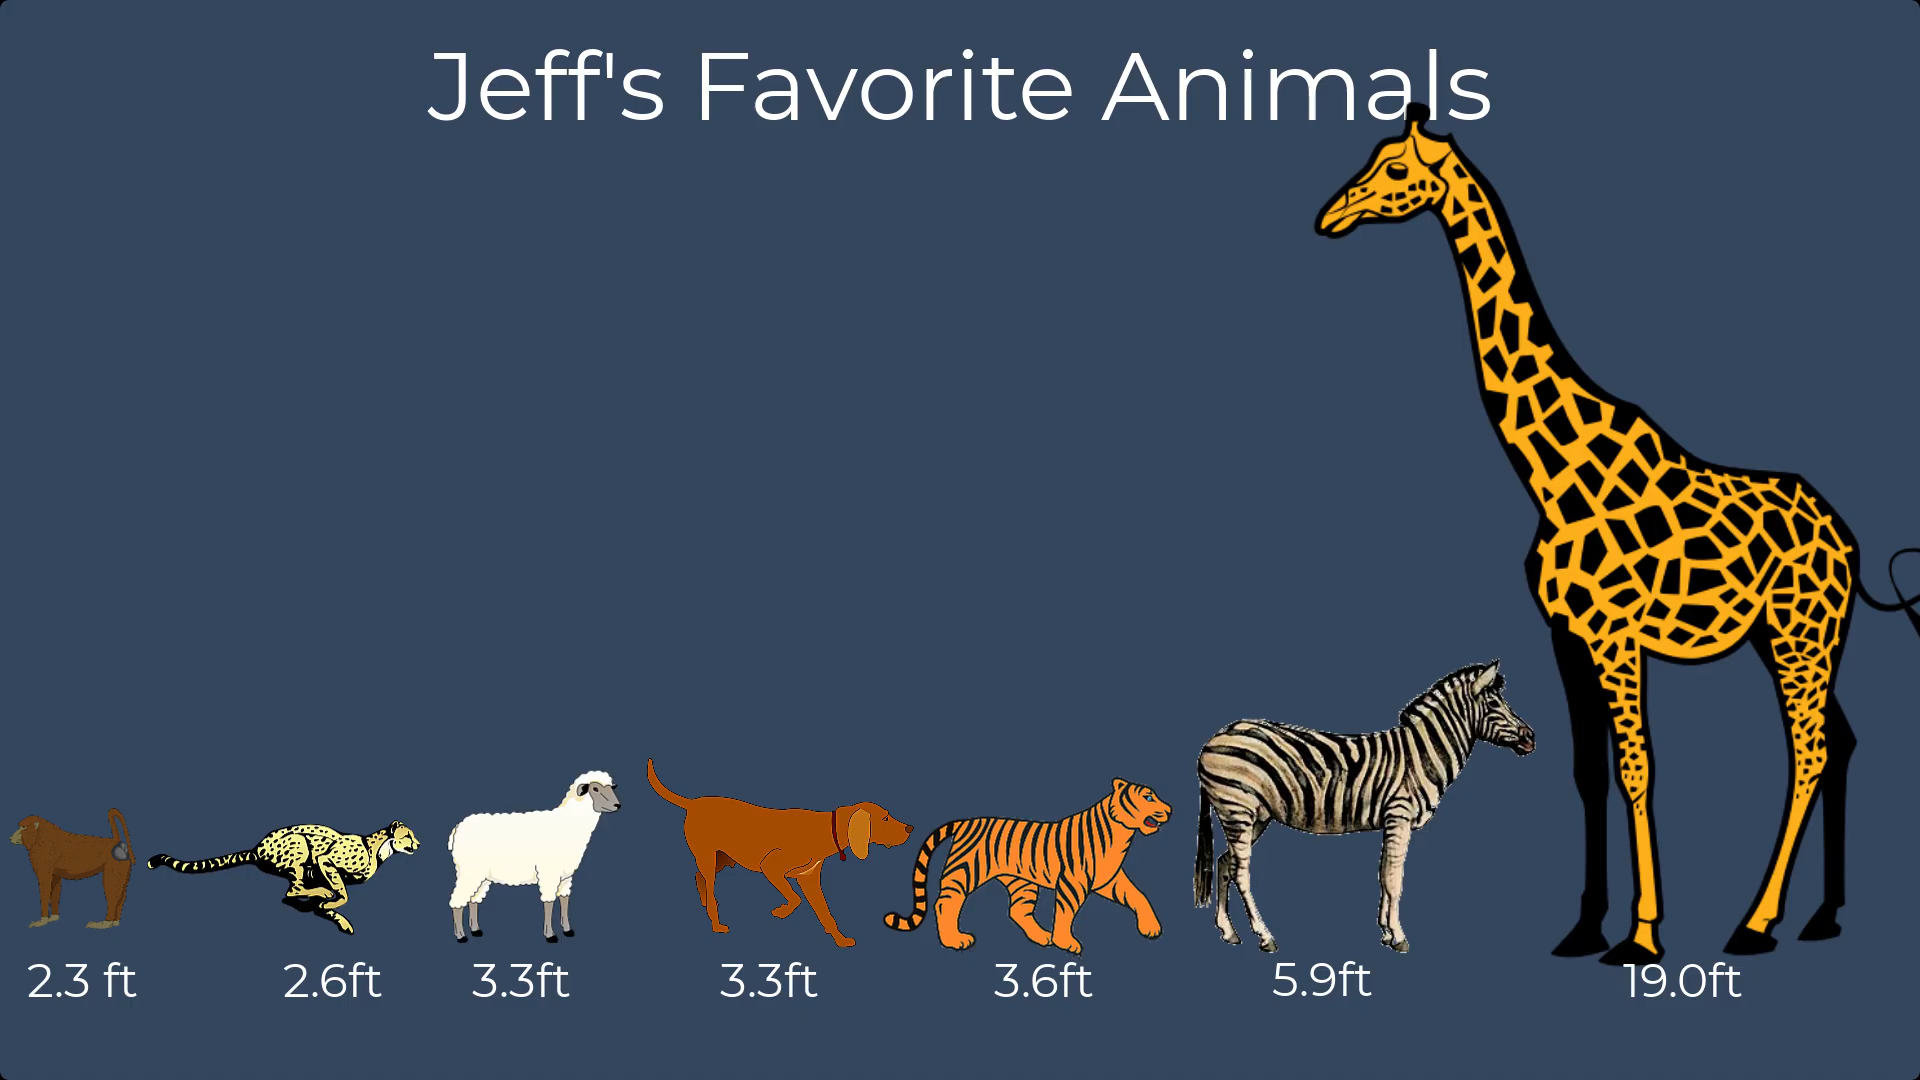 Jeff's Favorite Animals
2.3 ft 2.6ft 3.3ft 3.3ft 3.6ft 5.9ft 19.0ft